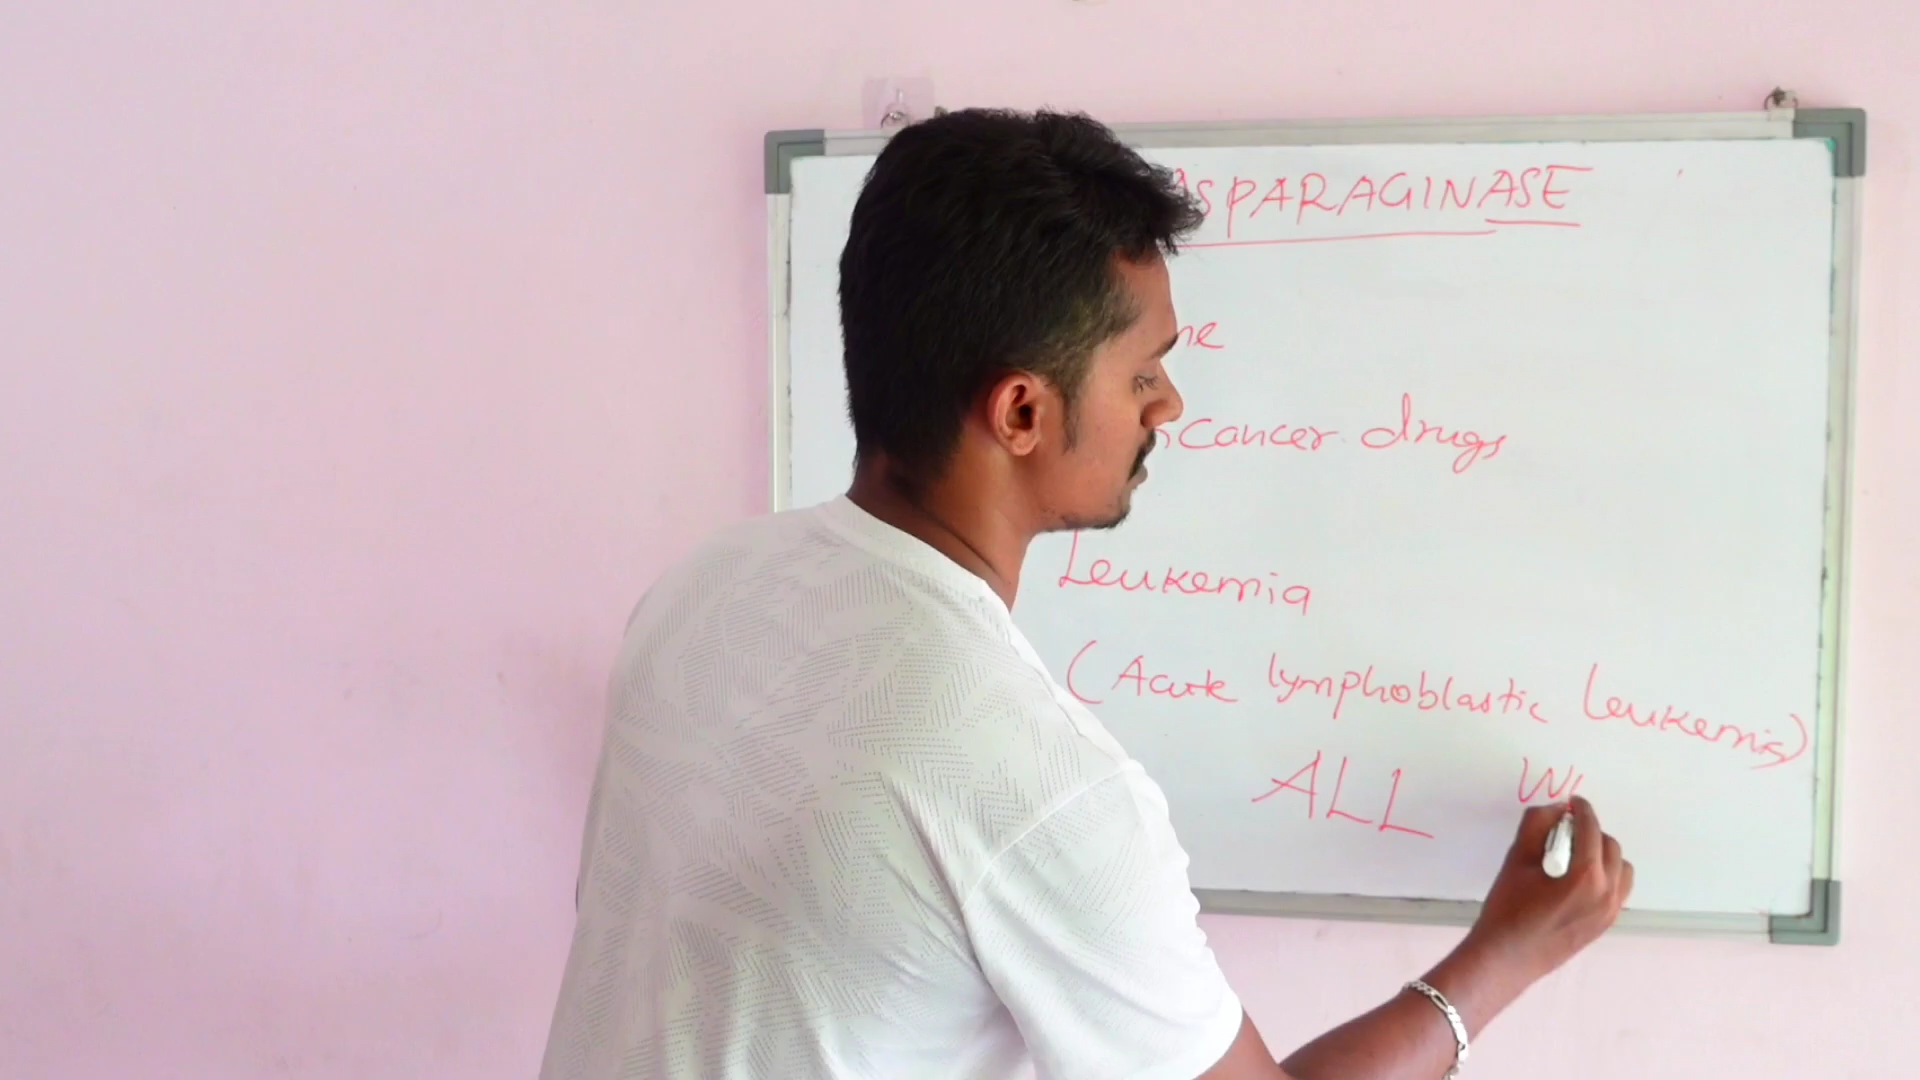 ASPARAGINASE
ne
cancer drugs
Leukemia
(Acute lymphoblastic Leukemia)
ALL